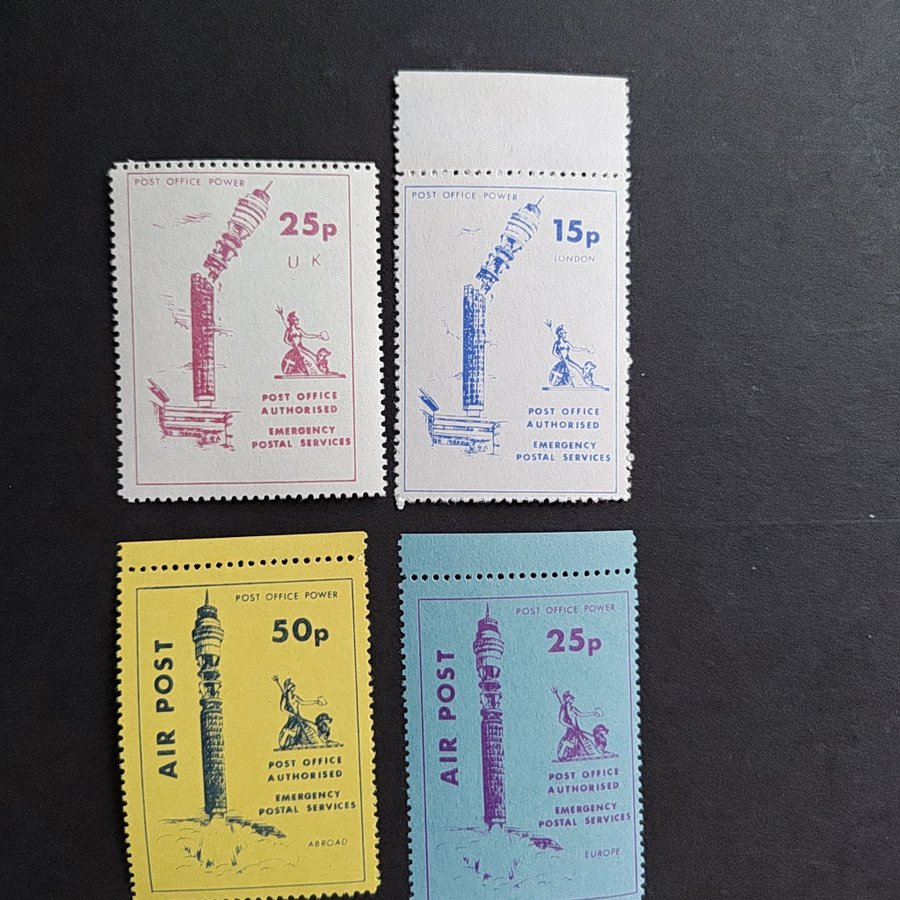 POST OFFICE POWER
25p
U K
POST OFFICE
AUTHORISED
EMERGENCY
POSTAL SERVICES
POST OFFICE POWER
15p
LONDON
POST OFFICE
AUTHORISED
EMERGENCY
POSTAL SERVICES
POST OFFICE POWER
50p
AIR POST
POST OFFICE
AUTHORISED
EMERGENCY
POSTAL SERVICES
ABROAD
POST OFFICE POWER
25p
AIR POST
POST OFFICE
AUTHORISED
EMERGENCY
POSTAL SERVICES
EUROPE